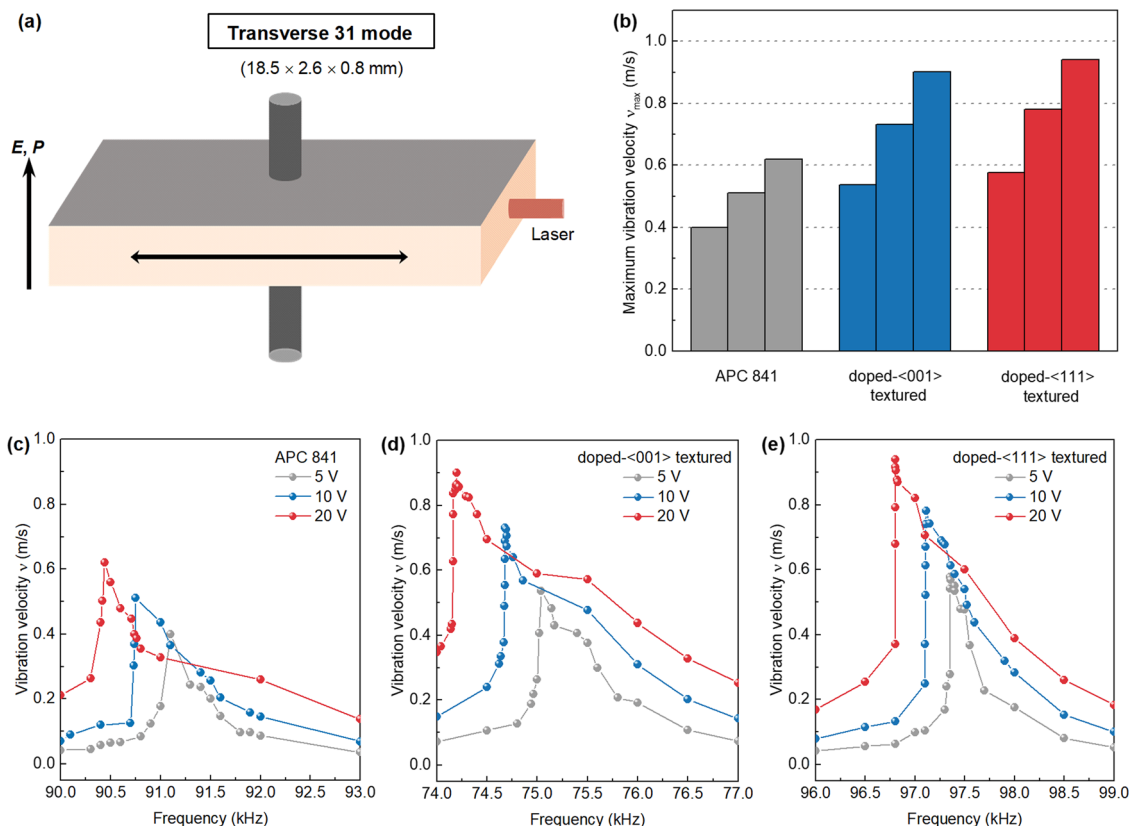 (a)
Transverse 31 mode
(18.5 × 2.6 × 0.8 mm)
E, P
Laser
(b)
Maximum vibration velocity νmax (m/s)
1.0
0.8
0.6
0.4
0.2
0.0
APC 841
doped-<001>
textured
doped-<111>
textured
(c)
Vibration velocity ν (m/s)
1.0
0.8
0.6
0.4
0.2
0.0
APC 841
5 V
10 V
20 V
90.0 90.5 91.0 91.5 92.0 92.5 93.0
Frequency (kHz)
(d)
Vibration velocity ν (m/s)
1.0
0.8
0.6
0.4
0.2
0.0
doped-<001> textured
5 V
10 V
20 V
74.0 74.5 75.0 75.5 76.0 76.5 77.0
Frequency (kHz)
(e)
Vibration velocity ν (m/s)
1.0
0.8
0.6
0.4
0.2
0.0
doped-<111> textured
5 V
10 V
20 V
96.0 96.5 97.0 97.5 98.0 98.5 99.0
Frequency (kHz)